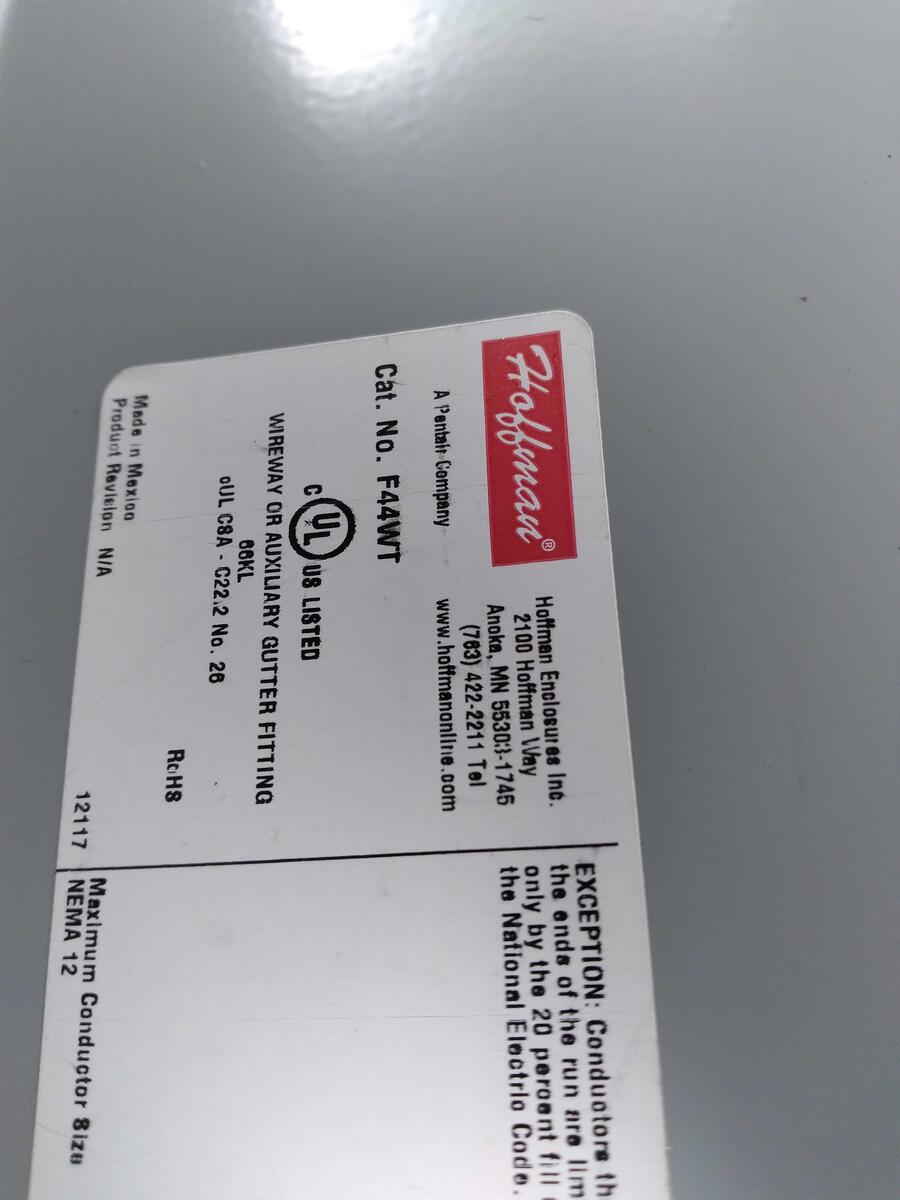 Hoffman®
A Pentair Company
Hoffman Enclosures Inc.
2100 Hoffman Way
Anoka, MN 55303-1745
(763) 422-2211 Tel
www.hoffmanonline.com
Cat. No. F44WT
C UL US LISTED
WIREWAY OR AUXILIARY GUTTER FITTING
66KL
cUL CSA - C22.2 No. 26
RoHS
Made in Mexico
Product Revision N/A
12117
EXCEPTION: Conductors th
the ends of the run are lim
only by the 20 percent fill
the National Electric Code.
Maximum Conductor Size
NEMA 12